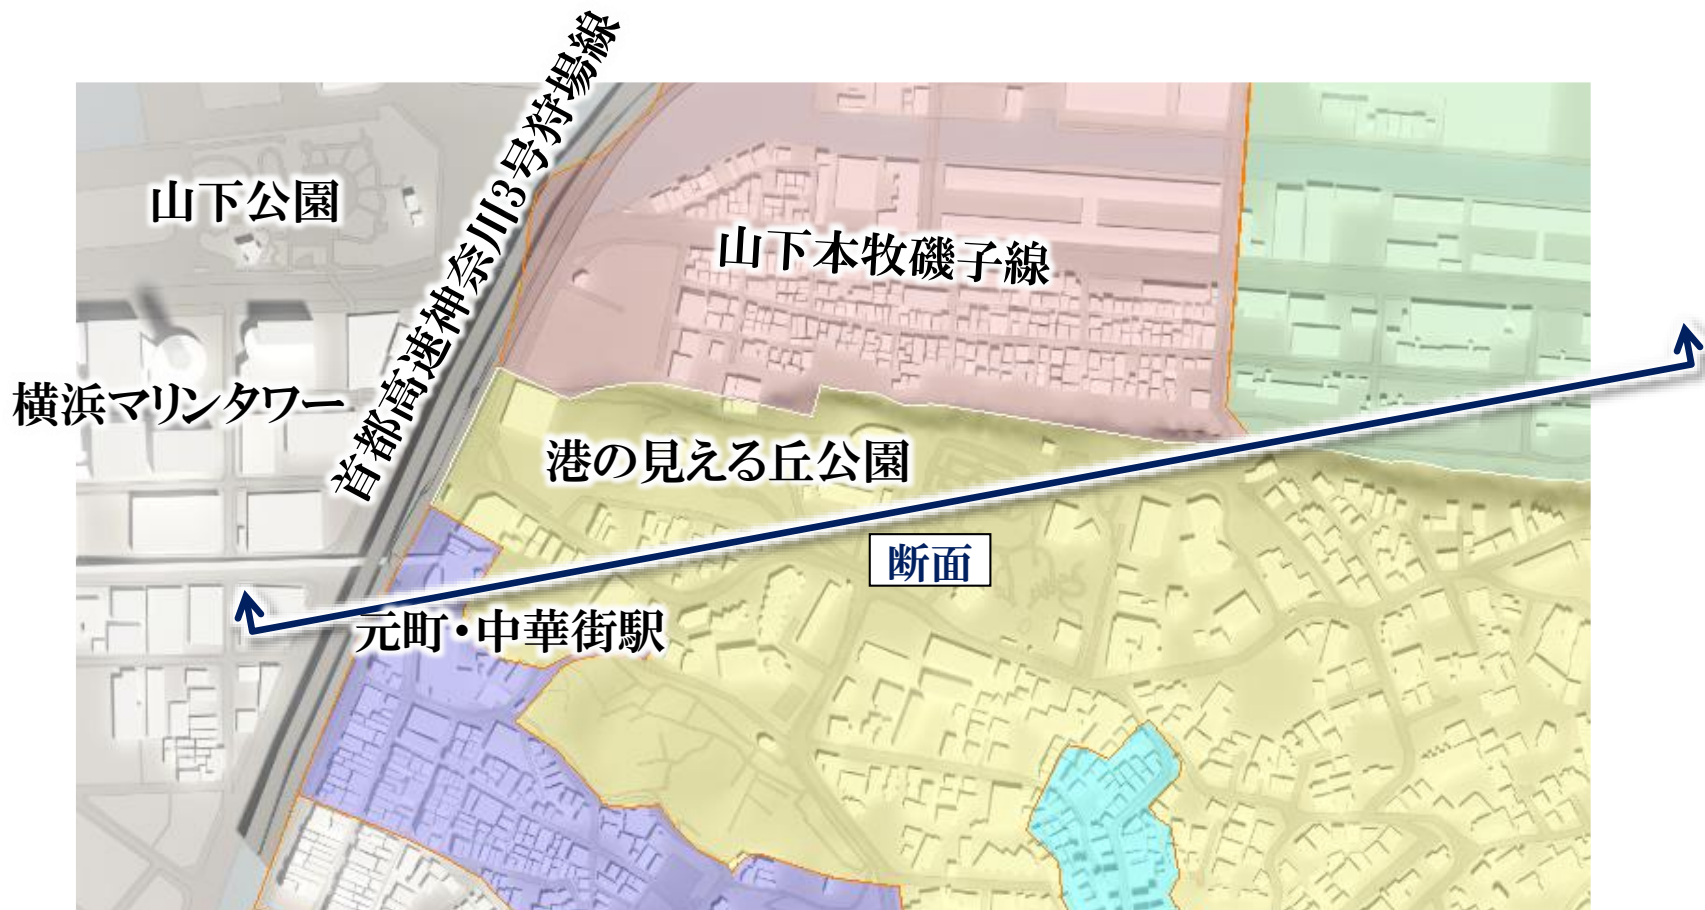 首都高速神奈川3号狩場線
山下公園
山下本牧磯子線
横浜マリンタワー
港の見える丘公園
断面
元町・中華街駅